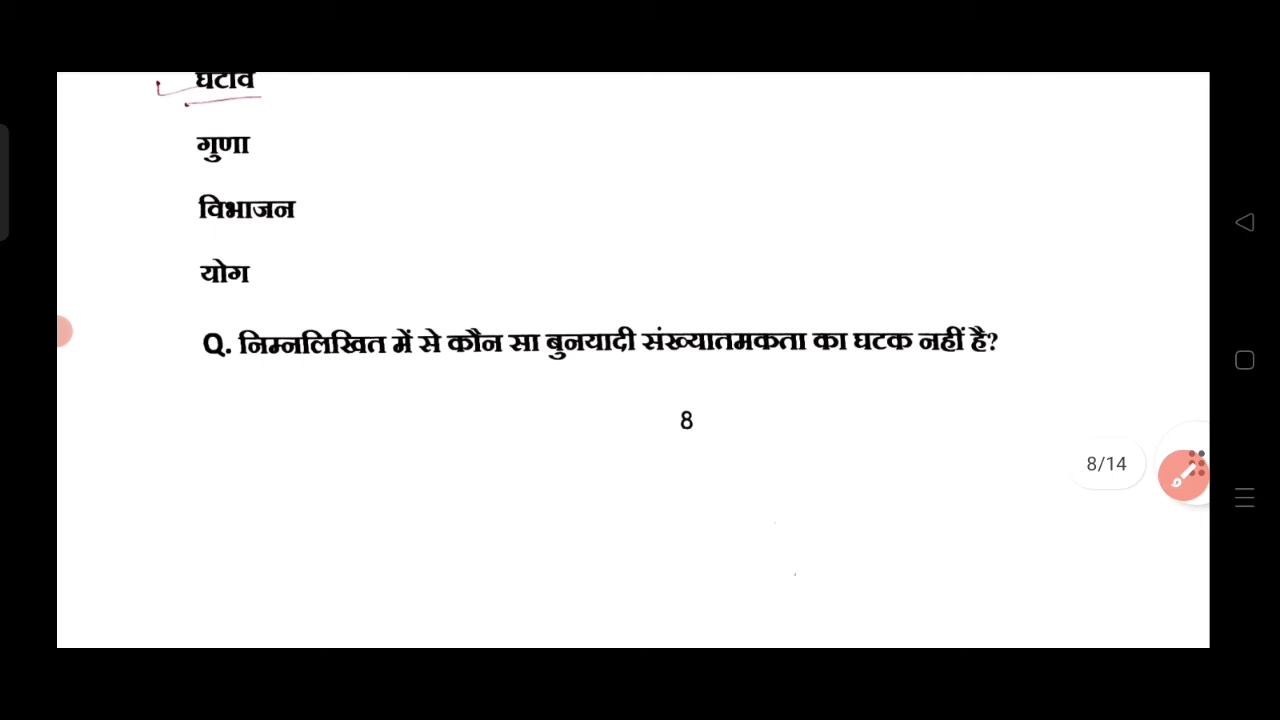 घटाव
गुणा
विभाजन
योग
Q. निम्नलिखित में से कौन सा बुनयादी संख्यातमकता का घटक नहीं है?
8
8/14